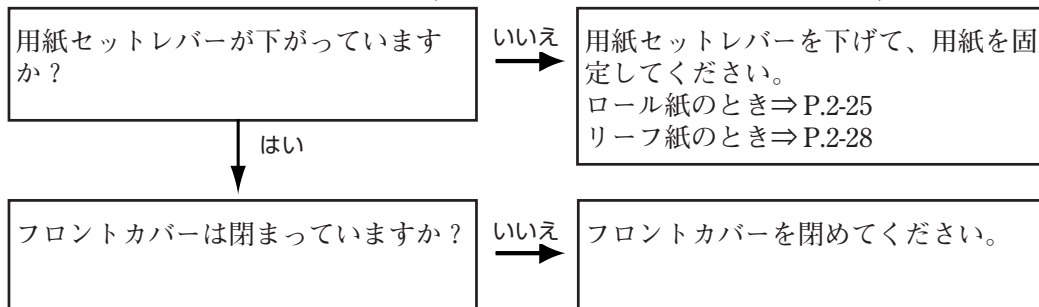 用紙セットレバーが下がっています
か?
いいえ
用紙セットレバーを下げて、用紙を固
定してください。
ロール紙のとき⇒P.2-25
リーフ紙のとき⇒P.2-28
はい
フロントカバーは閉まっていますか?
いいえ
フロントカバーを閉めてください。